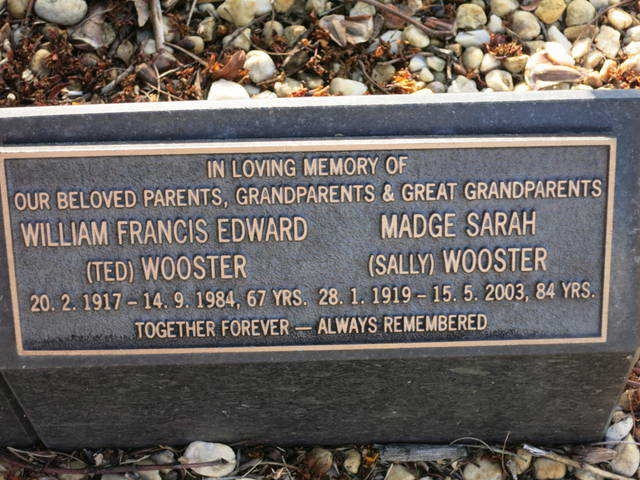 IN LOVING MEMORY OF
OUR BELOVED PARENTS, GRANDPARENTS & GREAT GRANDPARENTS
WILLIAM FRANCIS EDWARD MADGE SARAH
(TED) WOOSTER (SALLY) WOOSTER
20. 2. 1917 – 14. 9. 1984, 67 YRS. 28. 1. 1919 – 15. 5. 2003, 84 YRS.
TOGETHER FOREVER — ALWAYS REMEMBERED